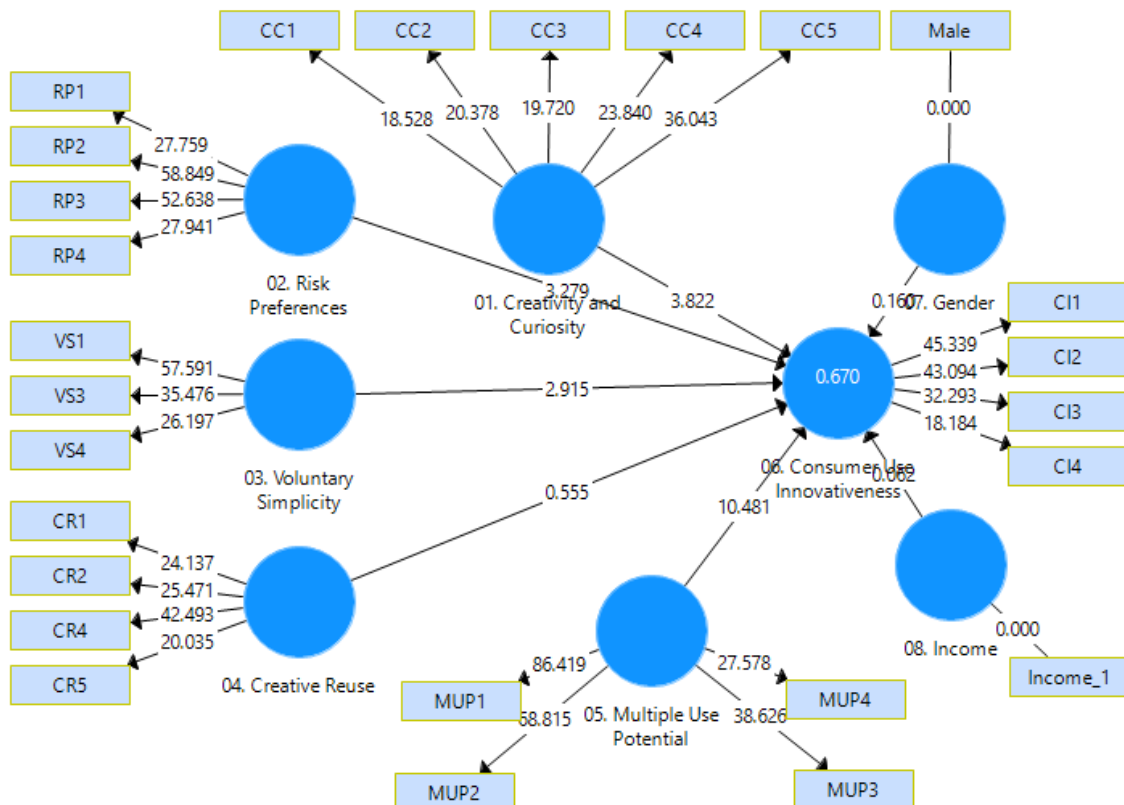 CC1
CC2
CC3
CC4
CC5
Male
18.528
20.378
19.720
23.840
36.043
0.000
RP1
RP2
RP3
RP4
27.759
58.849
52.638
27.941
02. Risk
Preferences
01. Creativity and
Curiosity
07. Gender
3.279
3.822
0.160
VS1
VS3
VS4
57.591
35.476
26.197
03. Voluntary
Simplicity
2.915
0.670
06. Consumer Use
Innovativeness
45.339
43.094
32.293
18.184
CI1
CI2
CI3
CI4
CR1
CR2
CR4
CR5
24.137
25.471
42.493
20.035
04. Creative Reuse
0.555
10.481
0.062
08. Income
0.000
Income_1
86.419
27.578
38.626
MUP1
MUP4
05. Multiple Use
Potential
MUP2
MUP3